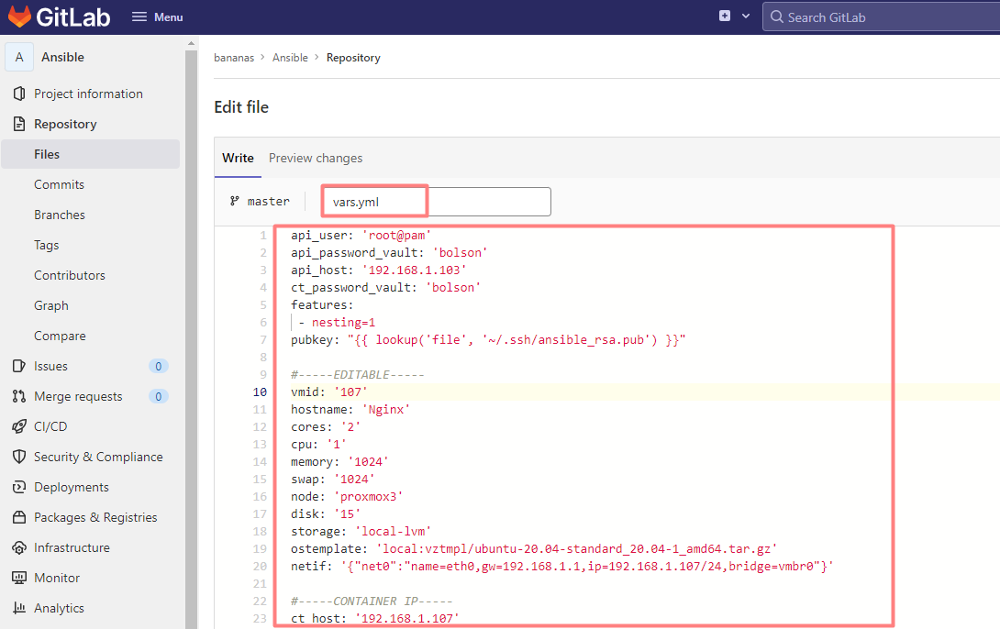 GitLab
Menu
Search GitLab
A
Ansible
Project information
Repository
Files
Commits
Branches
Tags
Contributors
Graph
Compare
Issues 0
Merge requests 0
CI/CD
Security & Compliance
Deployments
Packages & Registries
Infrastructure
Monitor
Analytics
bananas > Ansible > Repository
Edit file
Write Preview changes
master vars.yml
1 api_user: 'root@pam'
2 api_password_vault: 'bolson'
3 api_host: '192.168.1.103'
4 ct_password_vault: 'bolson'
5 features:
6 - nesting=1
7 pubkey: "{{ lookup('file', '~/.ssh/ansible_rsa.pub') }}"
8
9 #-----EDITABLE-----
10 vmid: '107'
11 hostname: 'Nginx'
12 cores: '2'
13 cpu: '1'
14 memory: '1024'
15 swap: '1024'
16 node: 'proxmox3'
17 disk: '15'
18 storage: 'local-lvm'
19 ostemplate: 'local:vztmpl/ubuntu-20.04-standard_20.04-1_amd64.tar.gz'
20 netif: '{"net0":"name=eth0,gw=192.168.1.1,ip=192.168.1.107/24,bridge=vmbr0"}'
21
22 #-----CONTAINER IP-----
23 ct_host: '192.168.1.107'